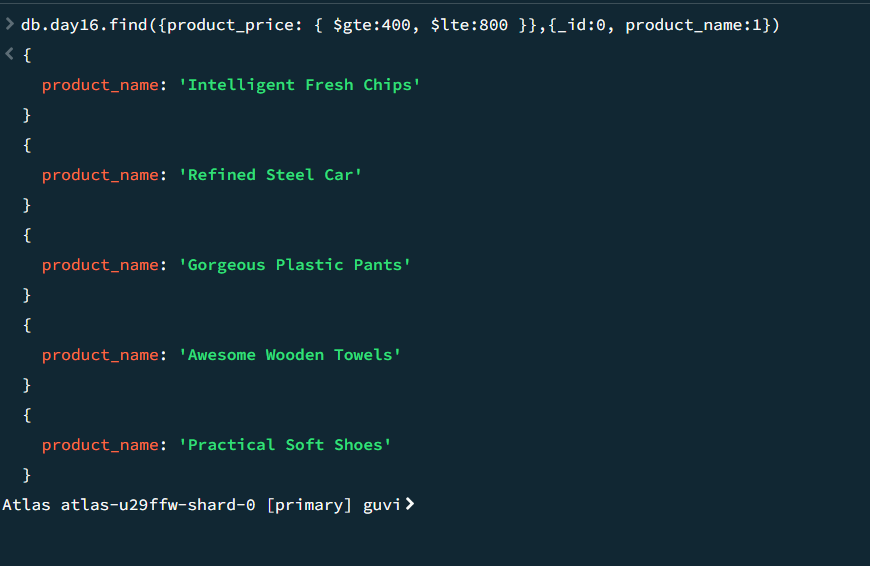 > db.day16.find({product_price: { $gte:400, $lte:800 }},{_id:0, product_name:1})
< {
product_name: 'Intelligent Fresh Chips'
}
{
product_name: 'Refined Steel Car'
}
{
product_name: 'Gorgeous Plastic Pants'
}
{
product_name: 'Awesome Wooden Towels'
}
{
product_name: 'Practical Soft Shoes'
}
Atlas atlas-u29ffw-shard-0 [primary] guvi>